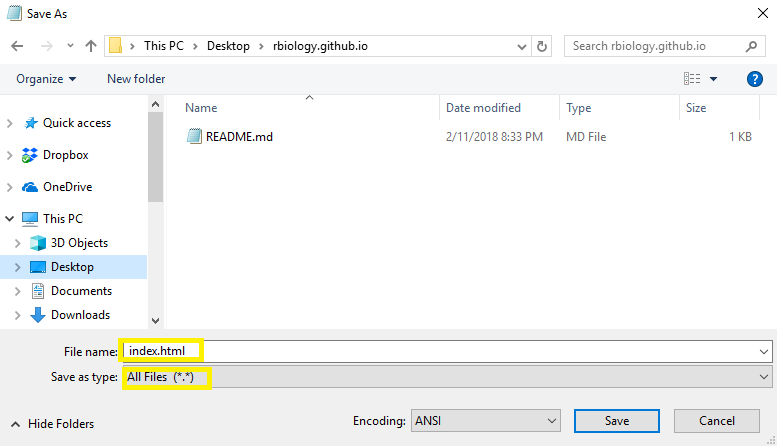 Save As
This PC > Desktop > rbiology.github.io
Search rbiology.github.io
Organize
New folder
?
Name
Date modified
Type
Size
Quick access
README.md
2/11/2018 8:33 PM
MD File
1 KB
Dropbox
OneDrive
This PC
3D Objects
Desktop
Documents
Downloads
File name: index.html
Save as type: All Files (*.*)
Hide Folders
Encoding: ANSI
Save
Cancel